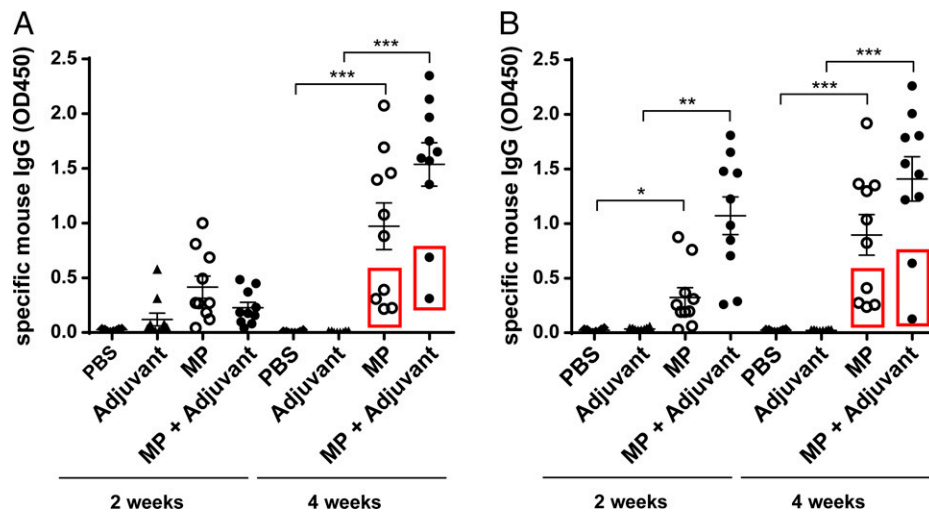 A
specific mouse IgG (OD450)
2.5
2.0
1.5
1.0
0.5
0.0
***
***
PBS
Adjuvant
MP
MP + Adjuvant
PBS
Adjuvant
MP
MP + Adjuvant
2 weeks
4 weeks
B
specific mouse IgG (OD450)
2.5
2.0
1.5
1.0
0.5
0.0
*
**
***
***
PBS
Adjuvant
MP
MP + Adjuvant
PBS
Adjuvant
MP
MP + Adjuvant
2 weeks
4 weeks